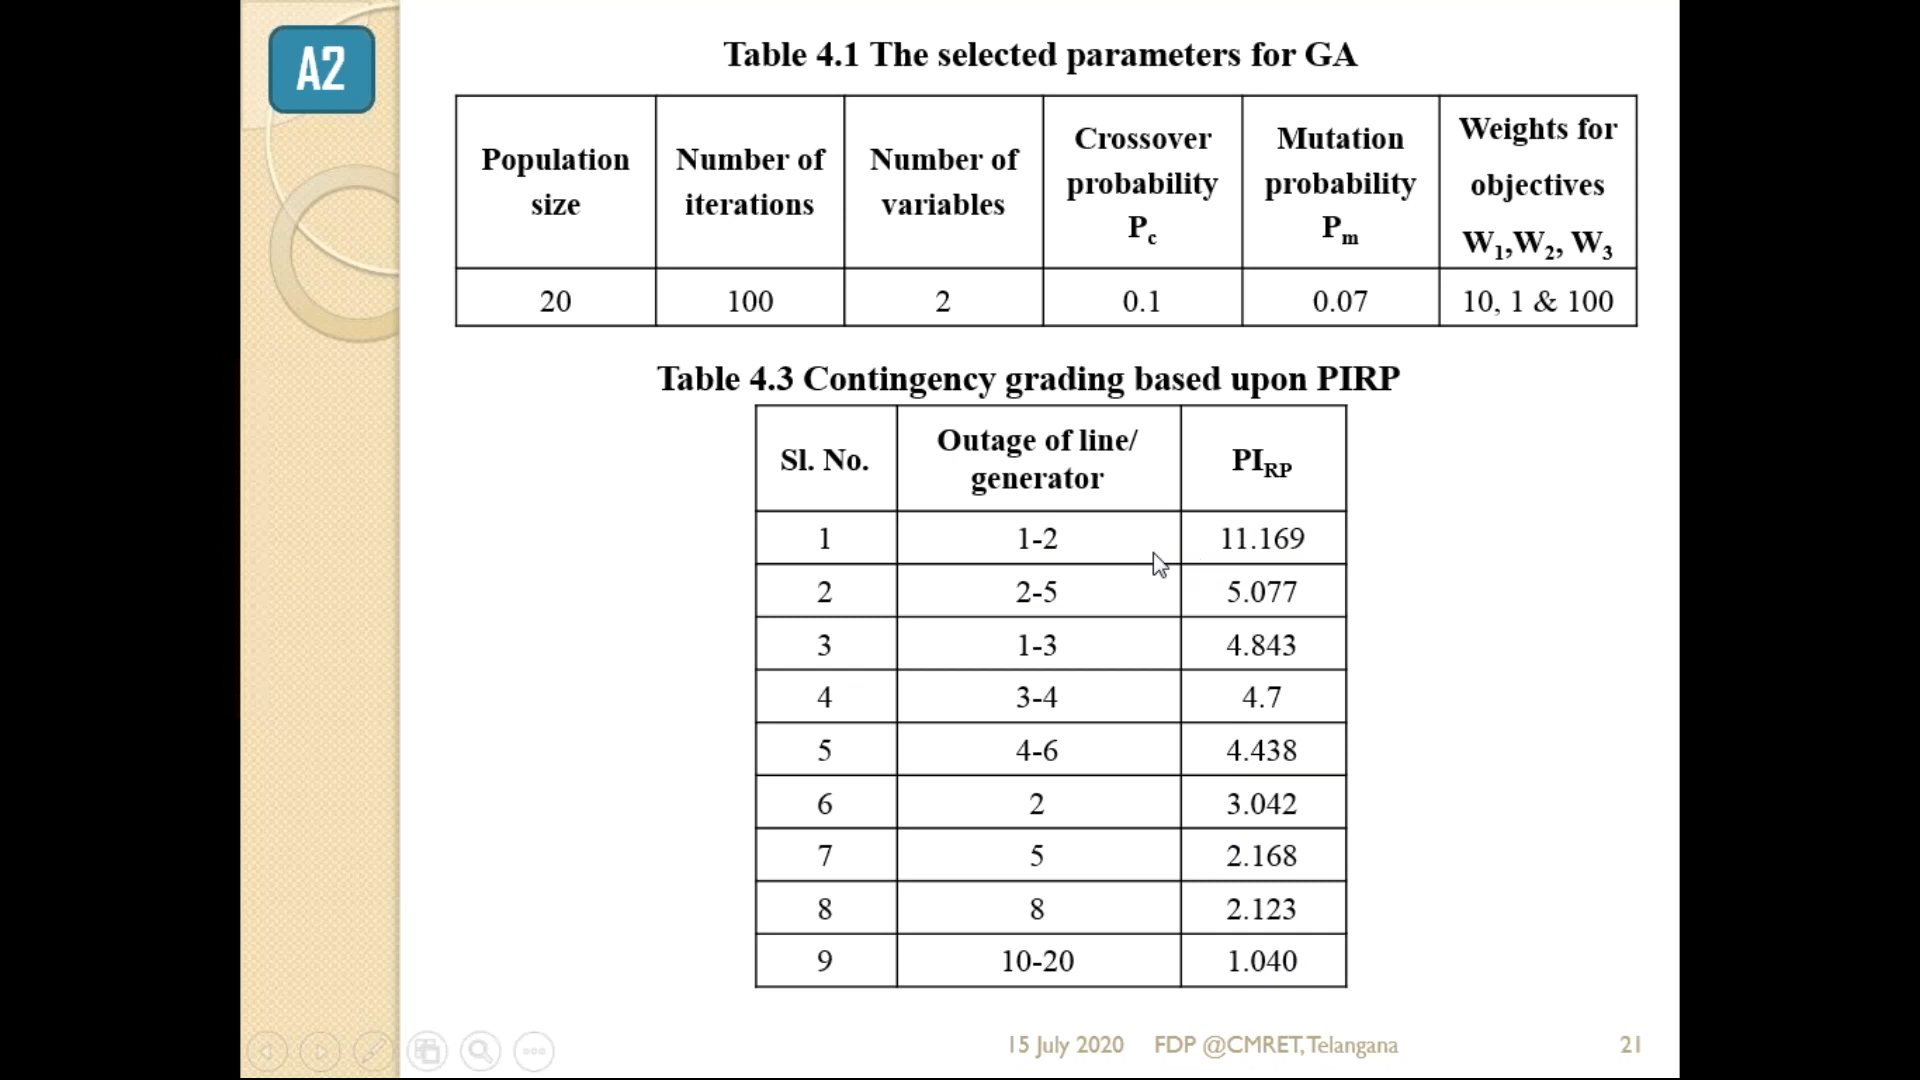 A2
Table 4.1 The selected parameters for GA
Population size | Number of iterations | Number of variables | Crossover probability Pc | Mutation probability Pm | Weights for objectives W1,W2, W3
20 | 100 | 2 | 0.1 | 0.07 | 10, 1 & 100
Table 4.3 Contingency grading based upon PIRP
Sl. No. | Outage of line/ generator | PIRP
1 | 1-2 | 11.169
2 | 2-5 | 5.077
3 | 1-3 | 4.843
4 | 3-4 | 4.7
5 | 4-6 | 4.438
6 | 2 | 3.042
7 | 5 | 2.168
8 | 8 | 2.123
9 | 10-20 | 1.040
15 July 2020 FDP @CMRET,Telangana 21